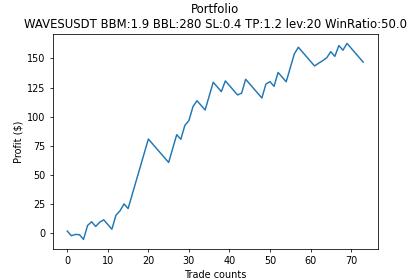 Portfolio
WAVESUSDT BBM:1.9 BBL:280 SL:0.4 TP:1.2 lev:20 WinRatio:50.0
Profit ($)
150
125
100
75
50
25
0
0 10 20 30 40 50 60 70
Trade counts